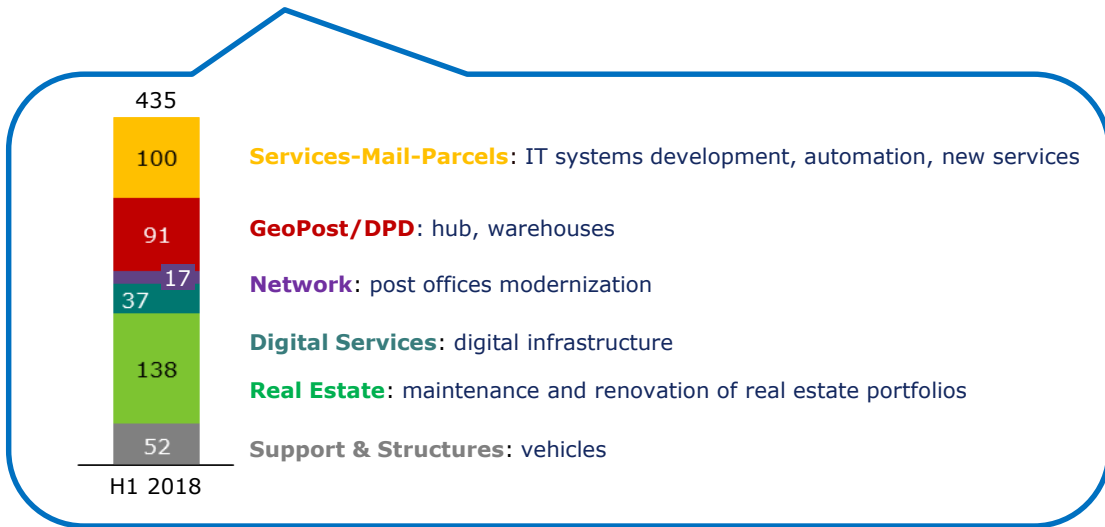 435
100
Services-Mail-Parcels: IT systems development, automation, new services
91
GeoPost/DPD: hub, warehouses
17
Network: post offices modernization
37
Digital Services: digital infrastructure
138
Real Estate: maintenance and renovation of real estate portfolios
52
Support & Structures: vehicles
H1 2018